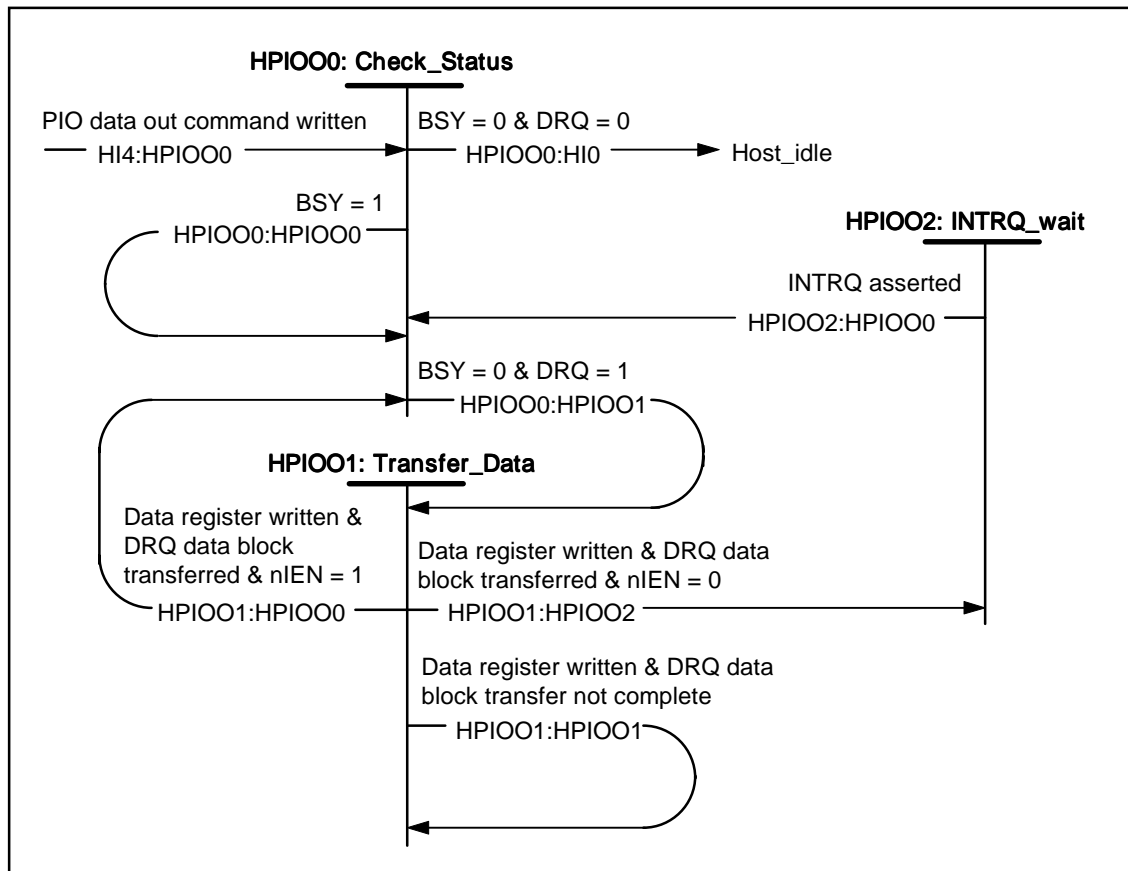 HPIOO0: Check_Status
PIO data out command written
HI4:HPIOO0
BSY = 0 & DRQ = 0
HPIOO0:HI0
Host_idle
BSY = 1
HPIOO0:HPIOO0
HPIOO2: INTRQ_wait
INTRQ asserted
HPIOO2:HPIOO0
BSY = 0 & DRQ = 1
HPIOO0:HPIOO1
HPIOO1: Transfer_Data
Data register written &
DRQ data block
transferred & nIEN = 1
HPIOO1:HPIOO0
Data register written & DRQ data
block transferred & nIEN = 0
HPIOO1:HPIOO2
Data register written & DRQ data
block transfer not complete
HPIOO1:HPIOO1